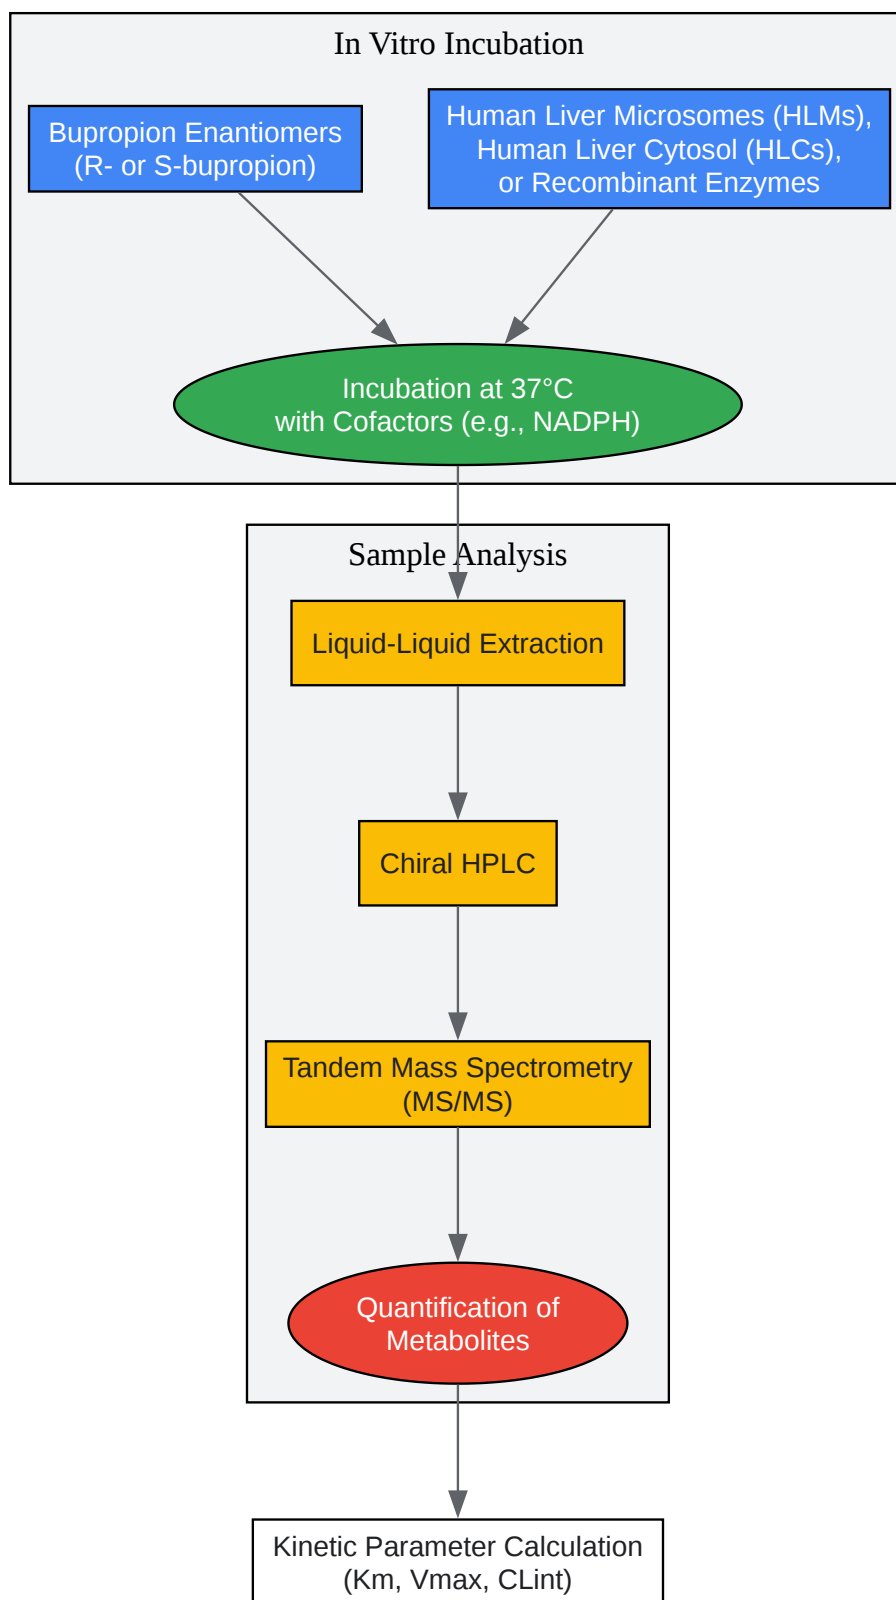 In Vitro Incubation
Bupropion Enantiomers
(R- or S-bupropion)
Human Liver Microsomes (HLMs),
Human Liver Cytosol (HLCs),
or Recombinant Enzymes
Incubation at 37°C
with Cofactors (e.g., NADPH)
Sample Analysis
Liquid-Liquid Extraction
Chiral HPLC
Tandem Mass Spectrometry
(MS/MS)
Quantification of
Metabolites
Kinetic Parameter Calculation
(Km, Vmax, CLint)